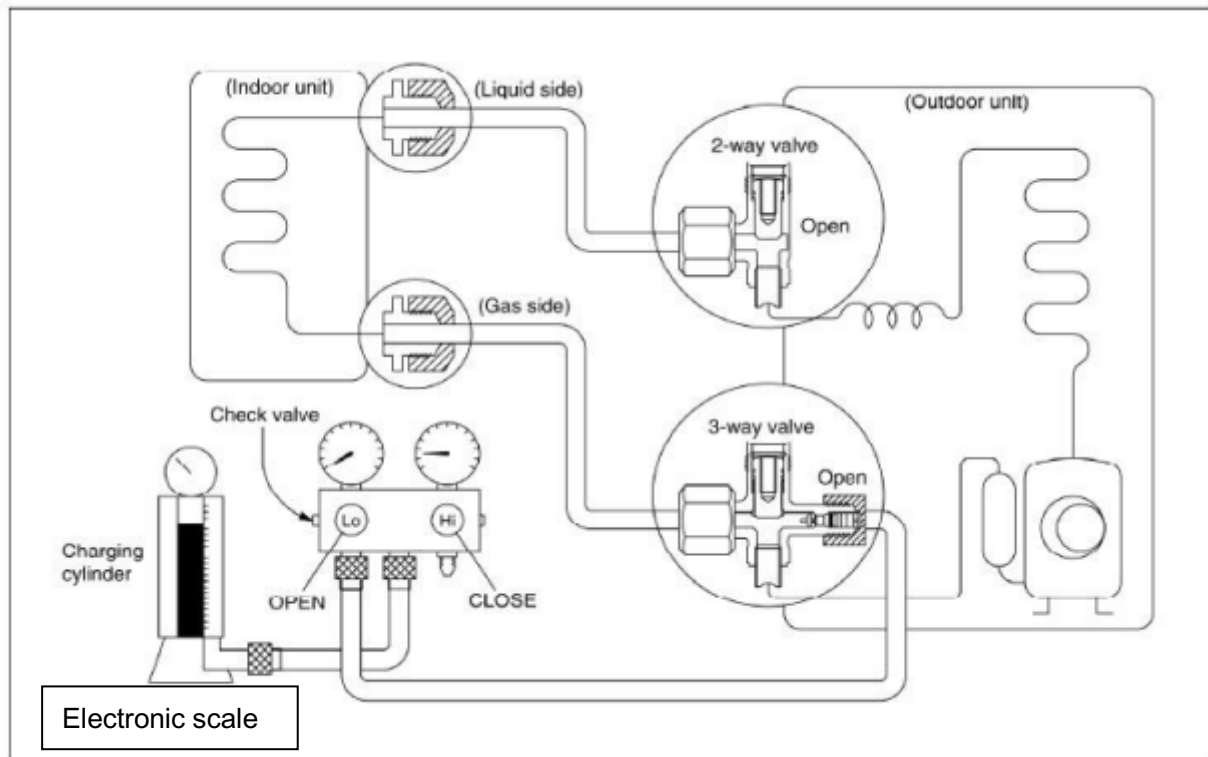 (Indoor unit)
(Liquid side)
(Outdoor unit)
2-way valve
Open
(Gas side)
Check valve
3-way valve
Open
Lo
Hi
Charging
cylinder
OPEN
CLOSE
Electronic scale